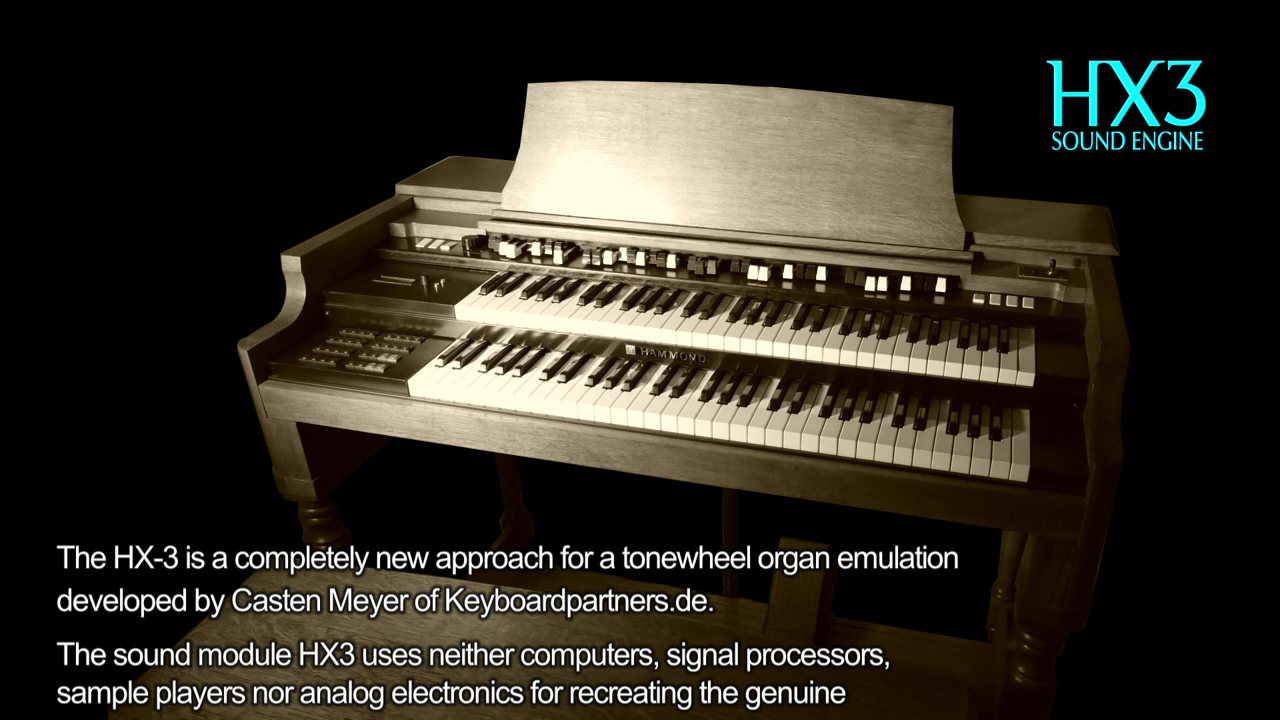 HX3
SOUND ENGINE
HAMMOND
The HX-3 is a completely new approach for a tonewheel organ emulation
developed by Casten Meyer of Keyboardpartners.de.
The sound module HX3 uses neither computers, signal processors,
sample players nor analog electronics for recreating the genuine